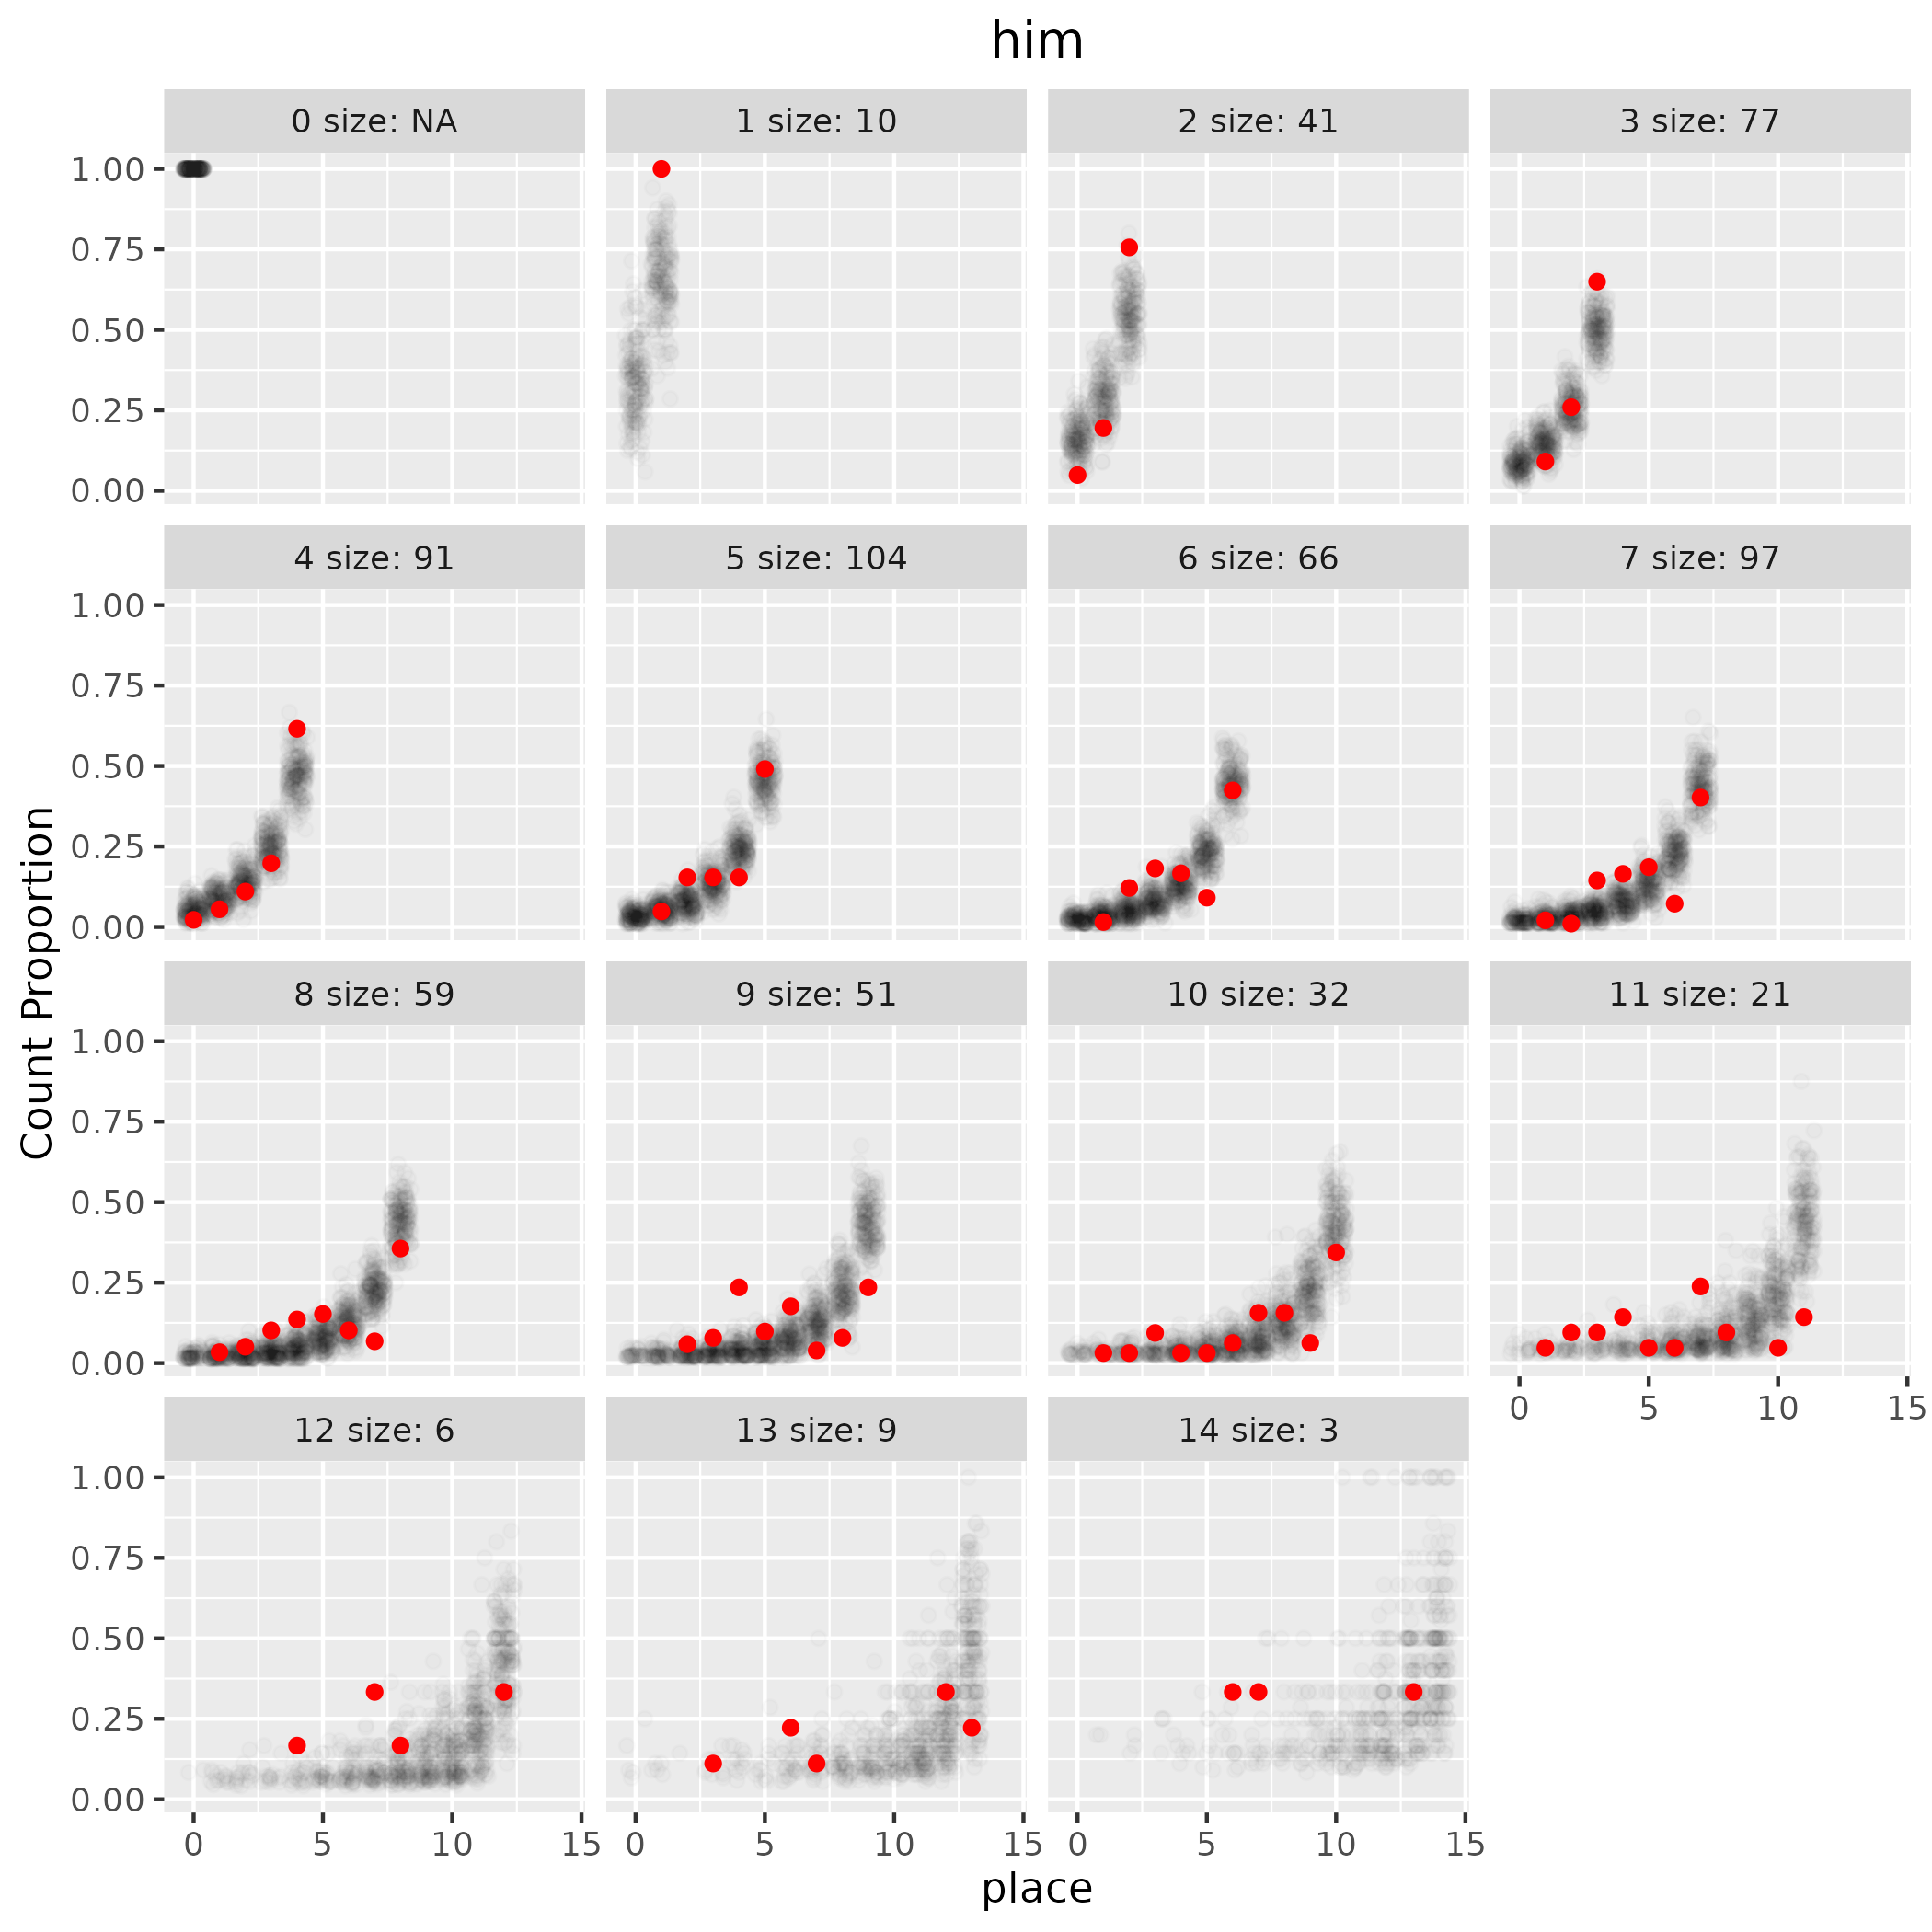 him
0 size: NA
1 size: 10
2 size: 41
3 size: 77
1.00
0.75
0.50
0.25
0.00
4 size: 91
5 size: 104
6 size: 66
7 size: 97
1.00
0.75
0.50
0.25
0.00
Count Proportion
8 size: 59
9 size: 51
10 size: 32
11 size: 21
1.00
0.75
0.50
0.25
0.00
0 5 10 15
12 size: 6
13 size: 9
14 size: 3
1.00
0.75
0.50
0.25
0.00
0 5 10 15
0 5 10 15
0 5 10 15
place